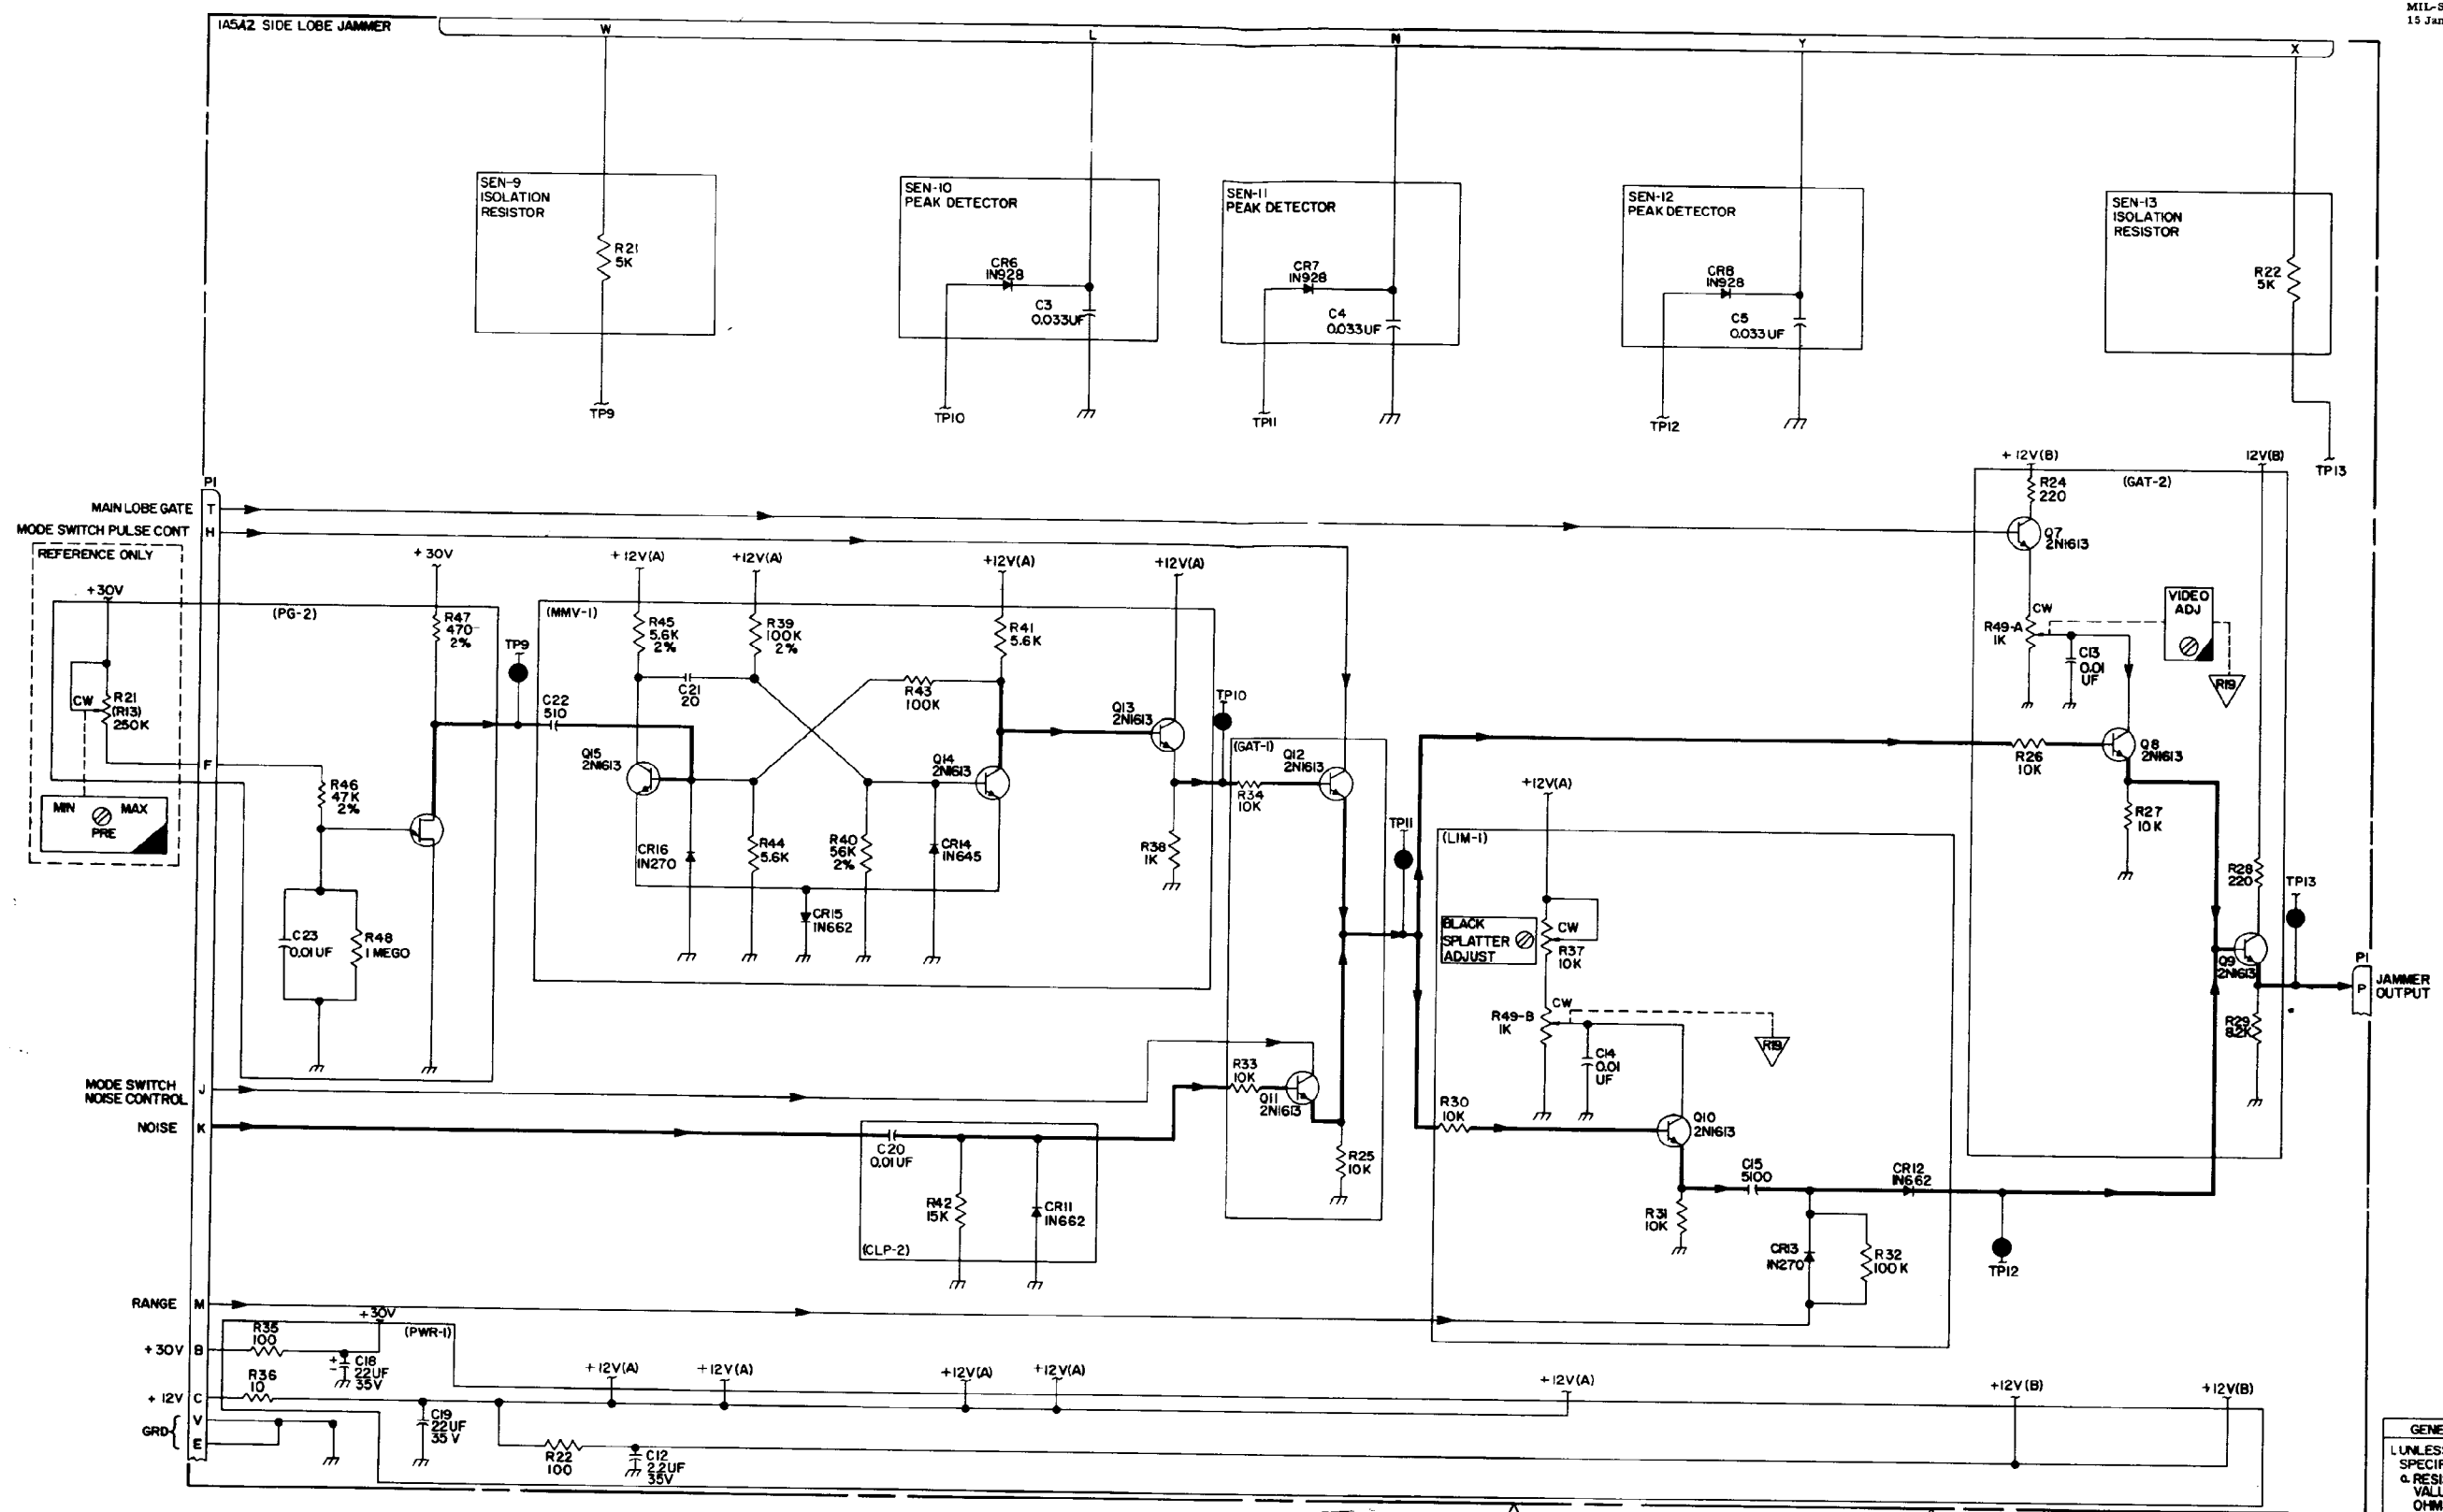 MIL-S
15 Jan
1A5A2 SIDE LOBE JAMMER
W
L
N
Y
X
SEN-9
ISOLATION
RESISTOR
R21
5K
TP9
SEN-10
PEAK DETECTOR
CR6
IN928
C3
0.033UF
TP10
SEN-11
PEAK DETECTOR
CR7
IN928
C4
0.033UF
TP11
SEN-12
PEAK DETECTOR
CR8
IN928
C5
0.033UF
TP12
SEN-13
ISOLATION
RESISTOR
R22
5K
TP13
P1
MAIN LOBE GATE T
MODE SWITCH PULSE CONT H
REFERENCE ONLY
+30V
(PG-2)
CW
R21
(R13)
250K
F
MIN MAX
PRE
+30V
R47
470
2%
R46
47K
2%
C23
0.01UF
R48
1 MEGO
TP9
C22
510
(MMV-1)
+12V(A)
R45
5.6K
2%
+12V(A)
R39
100K
2%
C21
20
+12V(A)
R41
5.6K
R43
100K
+12V(A)
Q15
2N1613
Q14
2N1613
Q13
2N1613
CR16
IN270
R44
5.6K
R40
56K
2%
CR14
IN645
CR15
IN662
R38
1K
TP10
(GAT-1)
R34
10K
Q12
2N1613
TP11
R33
10K
Q11
2N1613
R25
10K
MODE SWITCH
NOISE CONTROL J
NOISE K
C20
0.01UF
R42
15K
CR11
IN662
(CLP-2)
(LIM-1)
+12V(A)
BLACK
SPLATTER
ADJUST
CW
R37
10K
CW
R49-B
1K
C14
0.01
UF
R19
R30
10K
Q10
2N1613
R31
10K
C15
5100
CR12
IN662
CR13
IN270
R32
100K
TP12
+12V(B)
R24
220
(GAT-2)
12V(B)
Q7
2N1613
CW
R49-A
1K
C13
0.01
UF
VIDEO
ADJ
R19
R26
10K
Q8
2N1613
R27
10K
R28
220
Q9
2N1613
TP13
R29
8.2K
P1
P
JAMMER
OUTPUT
RANGE M
+30V
(PWR-1)
+30V B
R35
100
+
-
C18
22UF
35V
+12V C
R36
10
GRD
V
E
C19
22UF
35V
R22
100
C12
2.2UF
35V
+12V(A)
+12V(A)
+12V(A)
+12V(A)
+12V(A)
+12V(B)
+12V(B)
GENE
1. UNLESS
SPECIF
a. RESIS
VALU
OHM